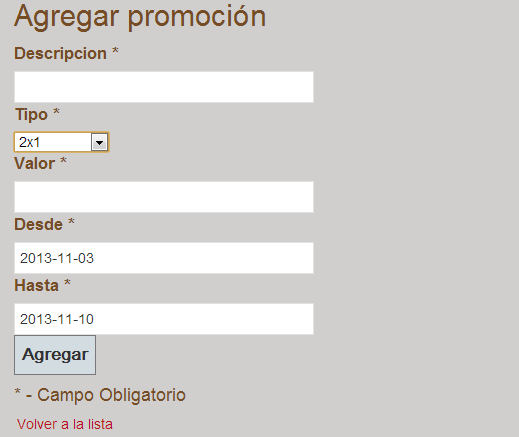 Agregar promoción
Descripcion *
Tipo *
2x1
Valor *
Desde *
2013-11-03
Hasta *
2013-11-10
Agregar
* - Campo Obligatorio
Volver a la lista